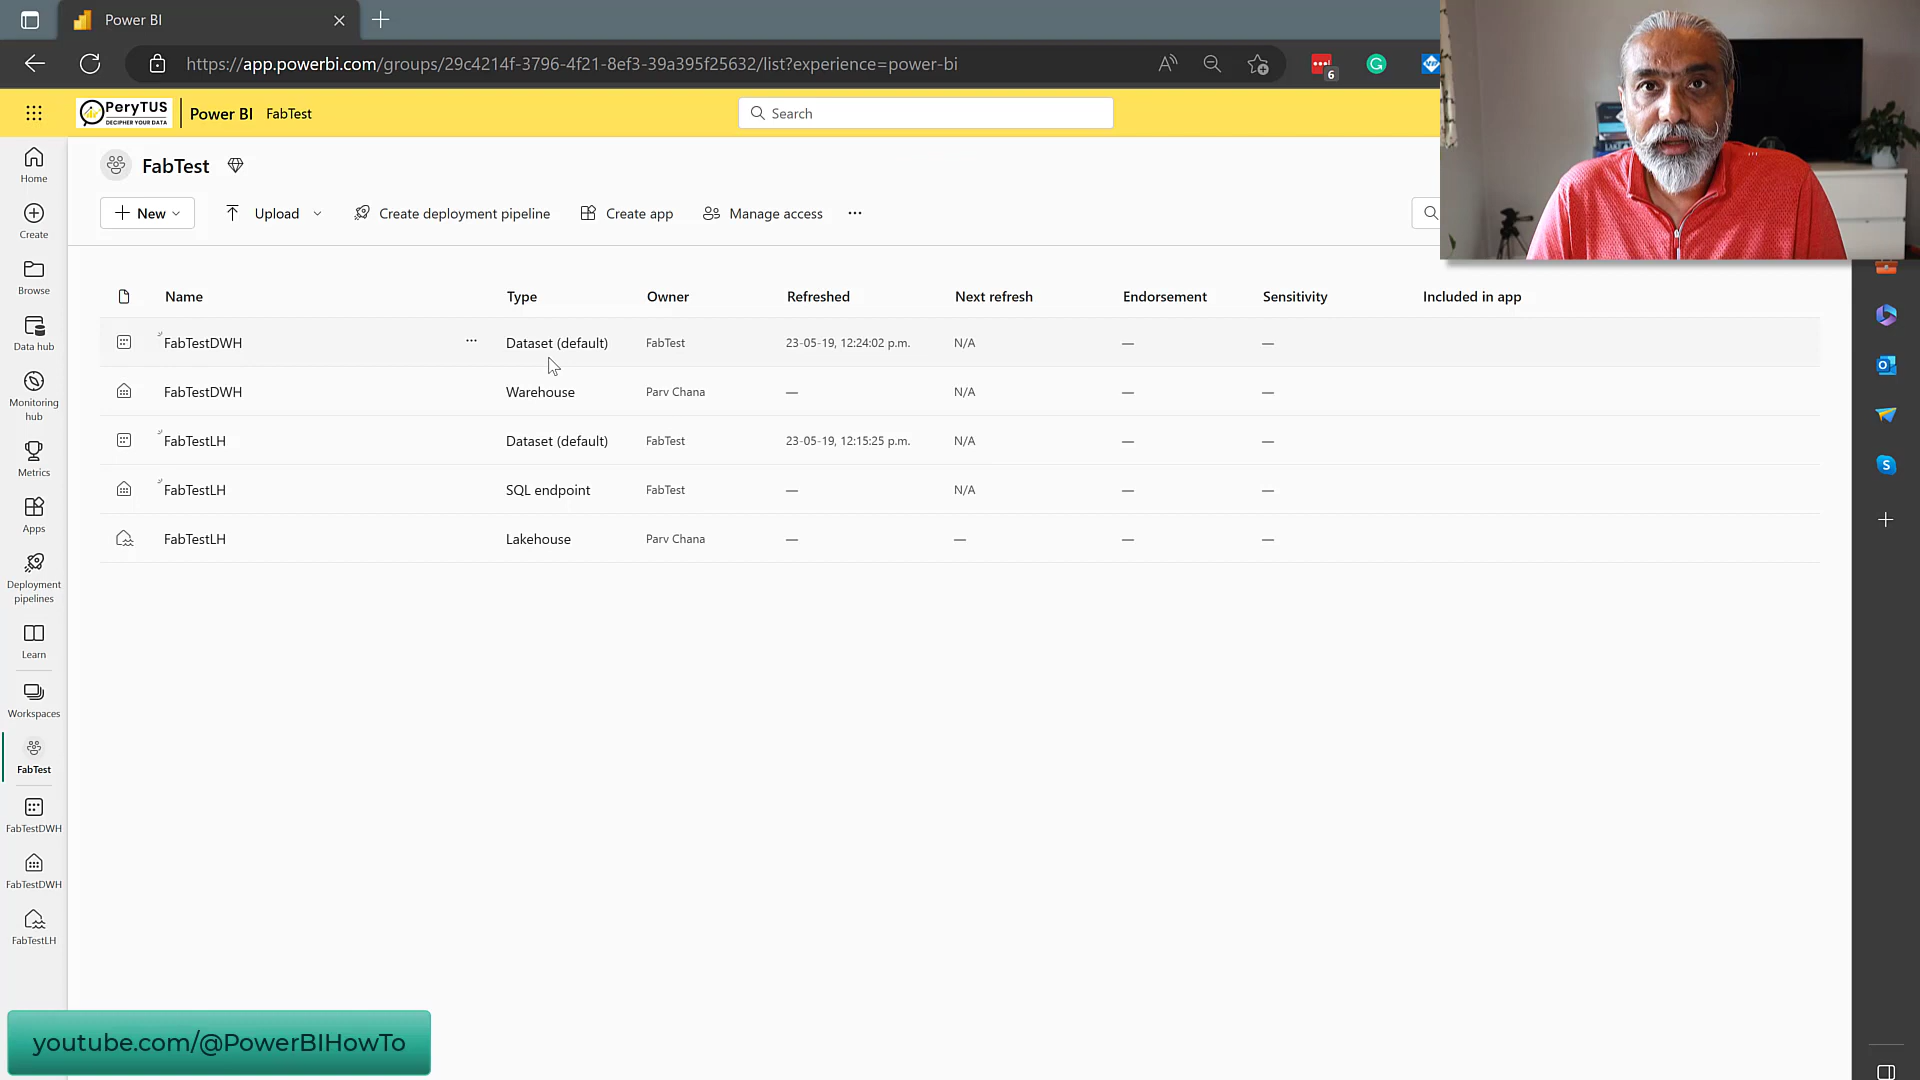 Power BI
https://app.powerbi.com/groups/29c4214f-3796-4f21-8ef3-39a395f25632/list?experience=power-bi
6
PeryTUS
DECIPHER YOUR DATA
Power BI FabTest
Search
FabTest
New
Upload
Create deployment pipeline
Create app
Manage access
Home
Create
Browse
Data hub
Monitoring
hub
Metrics
Apps
Deployment
pipelines
Learn
Workspaces
FabTest
FabTestDWH
FabTestDWH
FabTestLH
Name Type Owner Refreshed Next refresh Endorsement Sensitivity Included in app
FabTestDWH ··· Dataset (default) FabTest 23-05-19, 12:24:02 p.m. N/A — —
FabTestDWH Warehouse Parv Chana — N/A — —
FabTestLH Dataset (default) FabTest 23-05-19, 12:15:25 p.m. N/A — —
FabTestLH SQL endpoint FabTest — N/A — —
FabTestLH Lakehouse Parv Chana — — — —
youtube.com/@PowerBIHowTo